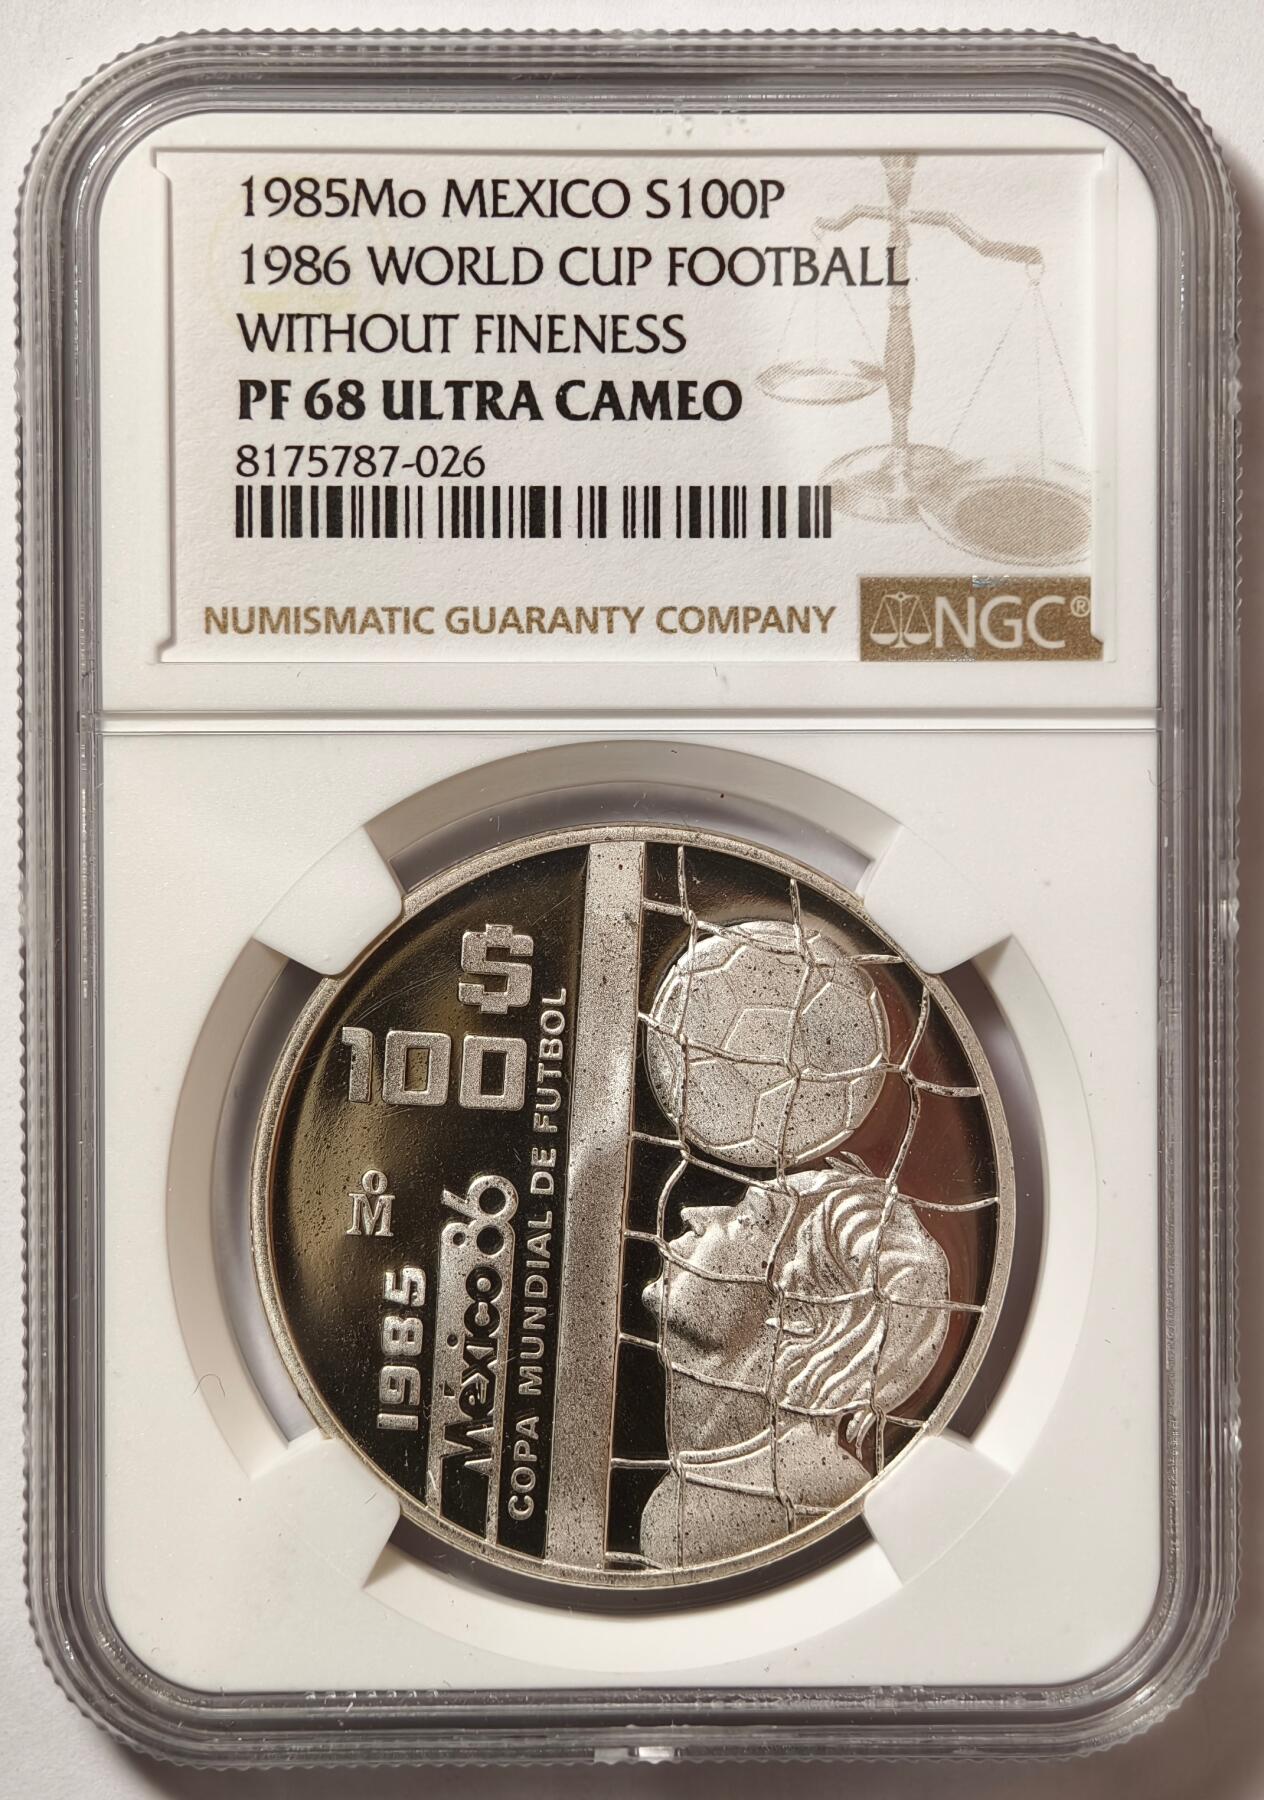 1985Mo MEXICO S100P
1986 WORLD CUP FOOTBALL
WITHOUT FINENESS
PF 68 ULTRA CAMEO
8175787-026
NUMISMATIC GUARANTY COMPANY
NGC®
$
100
oM
1985
México86
COPA MUNDIAL DE FUTBOL